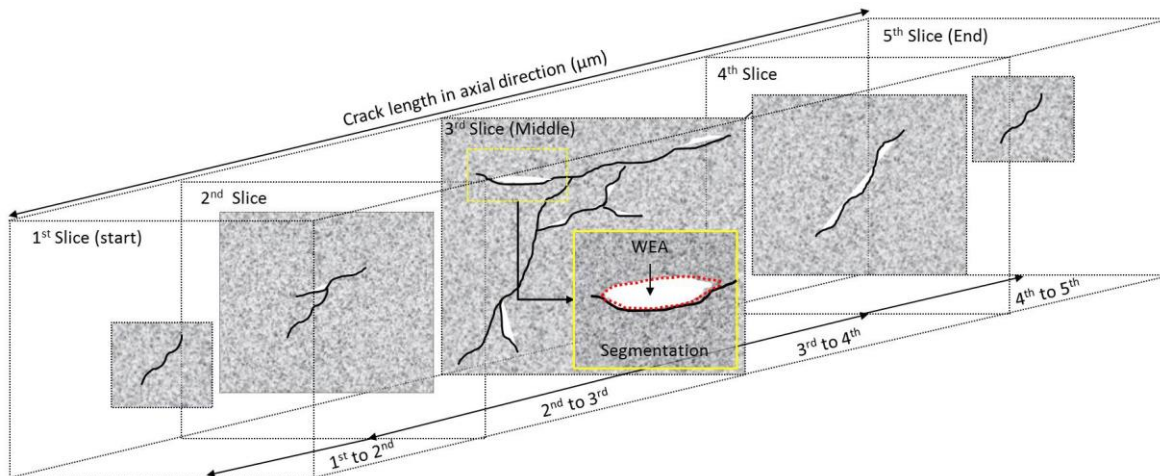 Crack length in axial direction (µm)
5th Slice (End)
4th Slice
3rd Slice (Middle)
2nd Slice
1st Slice (start)
WEA
Segmentation
1st to 2nd
2nd to 3rd
3rd to 4th
4th to 5th